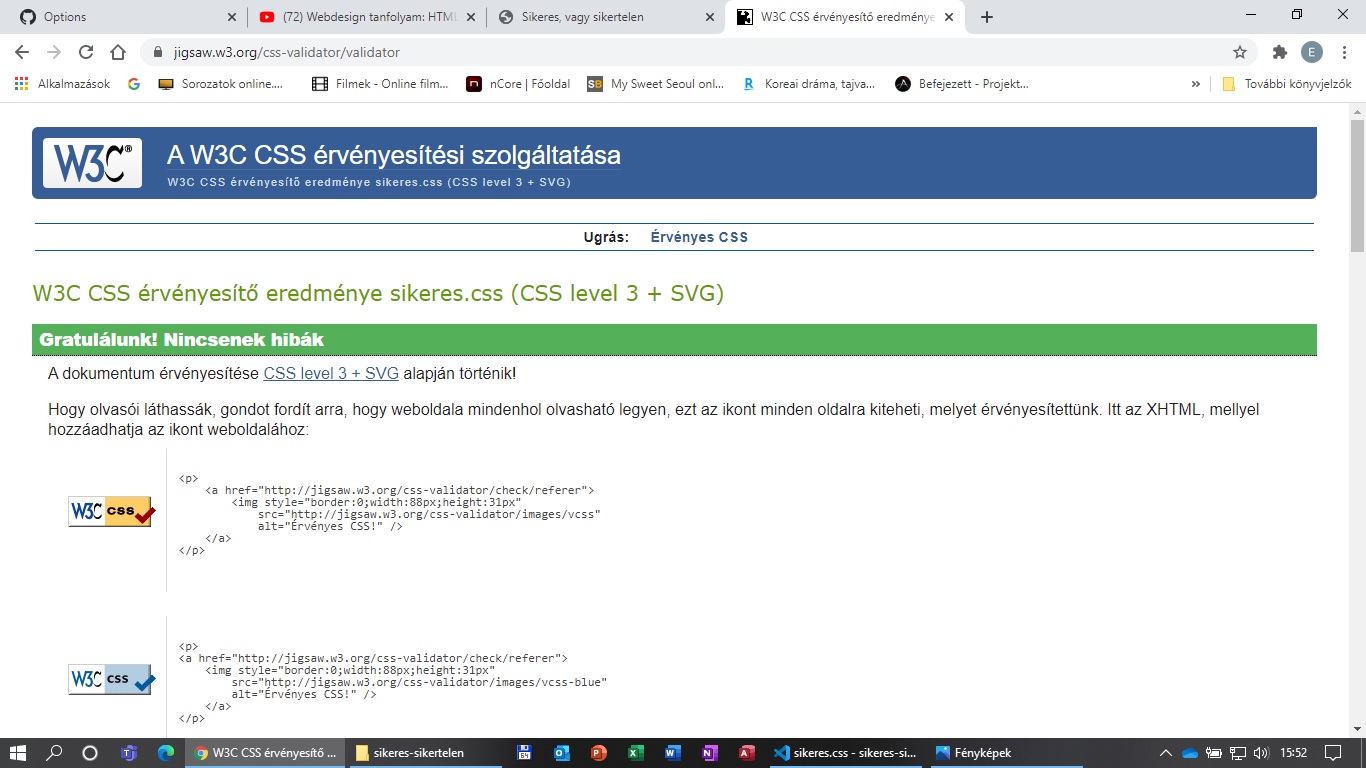 Options
(72) Webdesign tanfolyam: HTML
Sikeres, vagy sikertelen
W3C CSS érvényesítő eredménye
jigsaw.w3.org/css-validator/validator
E
Alkalmazások
Sorozatok online....
Filmek - Online film...
nCore | Főoldal
SB My Sweet Seoul onl...
R Koreai dráma, tajva...
Befejezett - Projekt...
»
További könyvjelzők
W3C®
A W3C CSS érvényesítési szolgáltatása
W3C CSS érvényesítő eredménye sikeres.css (CSS level 3 + SVG)
Ugrás: Érvényes CSS
W3C CSS érvényesítő eredménye sikeres.css (CSS level 3 + SVG)
Gratulálunk! Nincsenek hibák
A dokumentum érvényesítése CSS level 3 + SVG alapján történik!
Hogy olvasói láthassák, gondot fordít arra, hogy weboldala mindenhol olvasható legyen, ezt az ikont minden oldalra kiteheti, melyet érvényesítettünk. Itt az XHTML, mellyel
hozzáadhatja az ikont weboldalához:
W3C CSS
<p>
<a href="http://jigsaw.w3.org/css-validator/check/referer">
<img style="border:0;width:88px;height:31px"
src="http://jigsaw.w3.org/css-validator/images/vcss"
alt="Érvényes CSS!" />
</a>
</p>
W3C CSS
<p>
<a href="http://jigsaw.w3.org/css-validator/check/referer">
<img style="border:0;width:88px;height:31px"
src="http://jigsaw.w3.org/css-validator/images/vcss-blue"
alt="Érvényes CSS!" />
</a>
</p>
W3C CSS érvényesítő ...
sikeres-sikertelen
64
sikeres.css - sikeres-si...
Fényképek
15:52